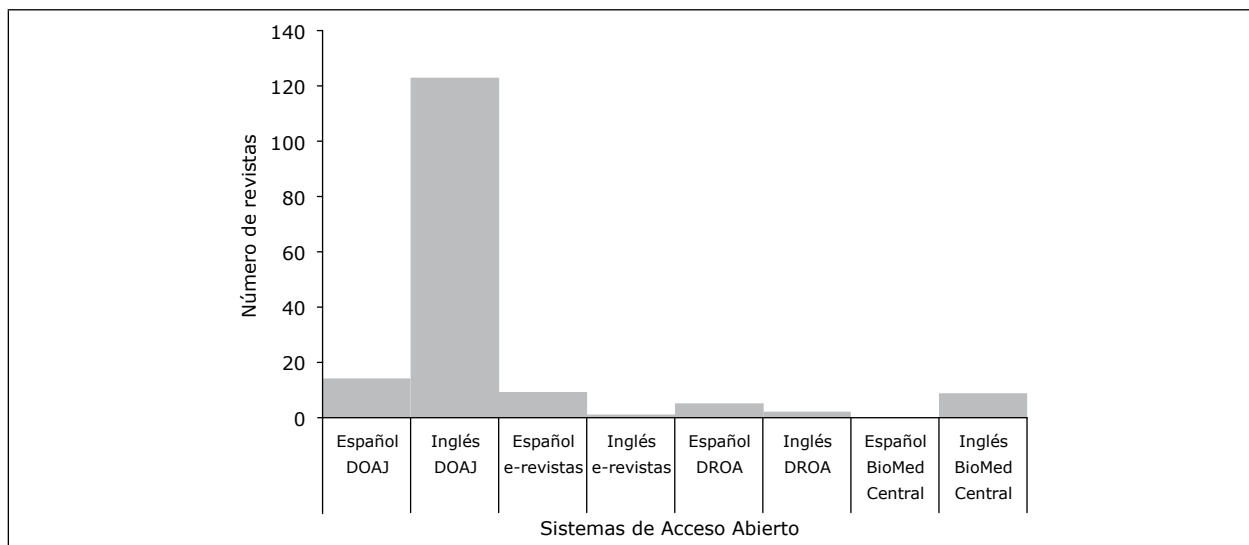 140
120
100
80
60
40
20
0
Número de revistas
Español Inglés Español Inglés Español Inglés Español Inglés
DOAJ DOAJ e-revistas e-revistas DROA DROA BioMed BioMed
Central Central
Sistemas de Acceso Abierto